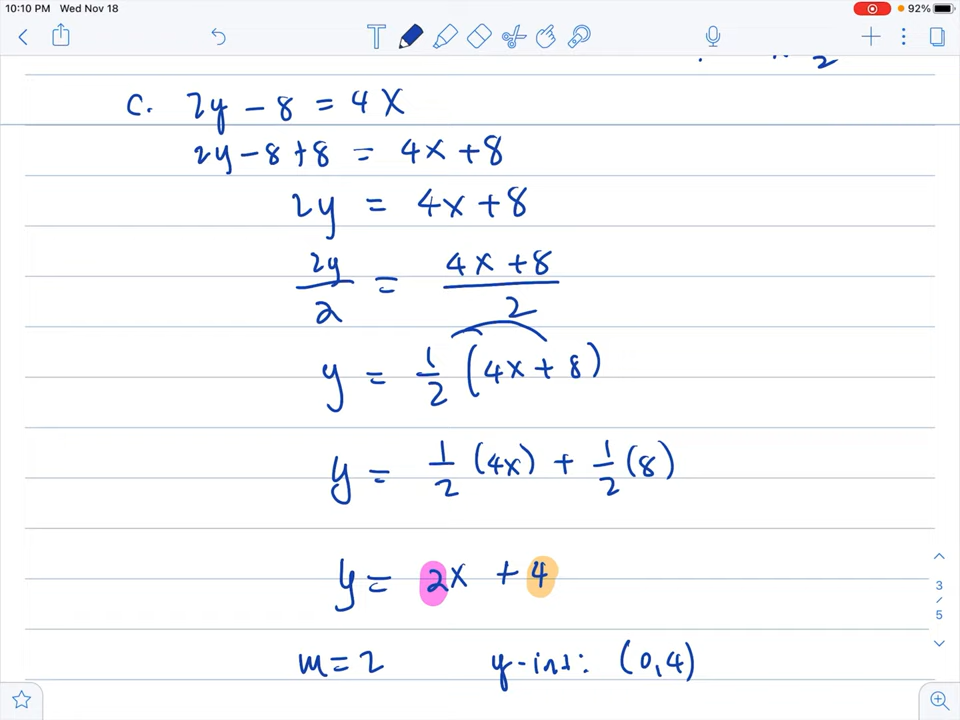 10:10 PM Wed Nov 18 92%
T
2
C. 2y - 8 = 4x
2y - 8 + 8 = 4x + 8
2y = 4x + 8
2y/2 = (4x + 8)/2
y = 1/2 (4x + 8)
y = 1/2 (4x) + 1/2 (8)
y = 2x + 4
3/5
m = 2 y-int: (0,4)